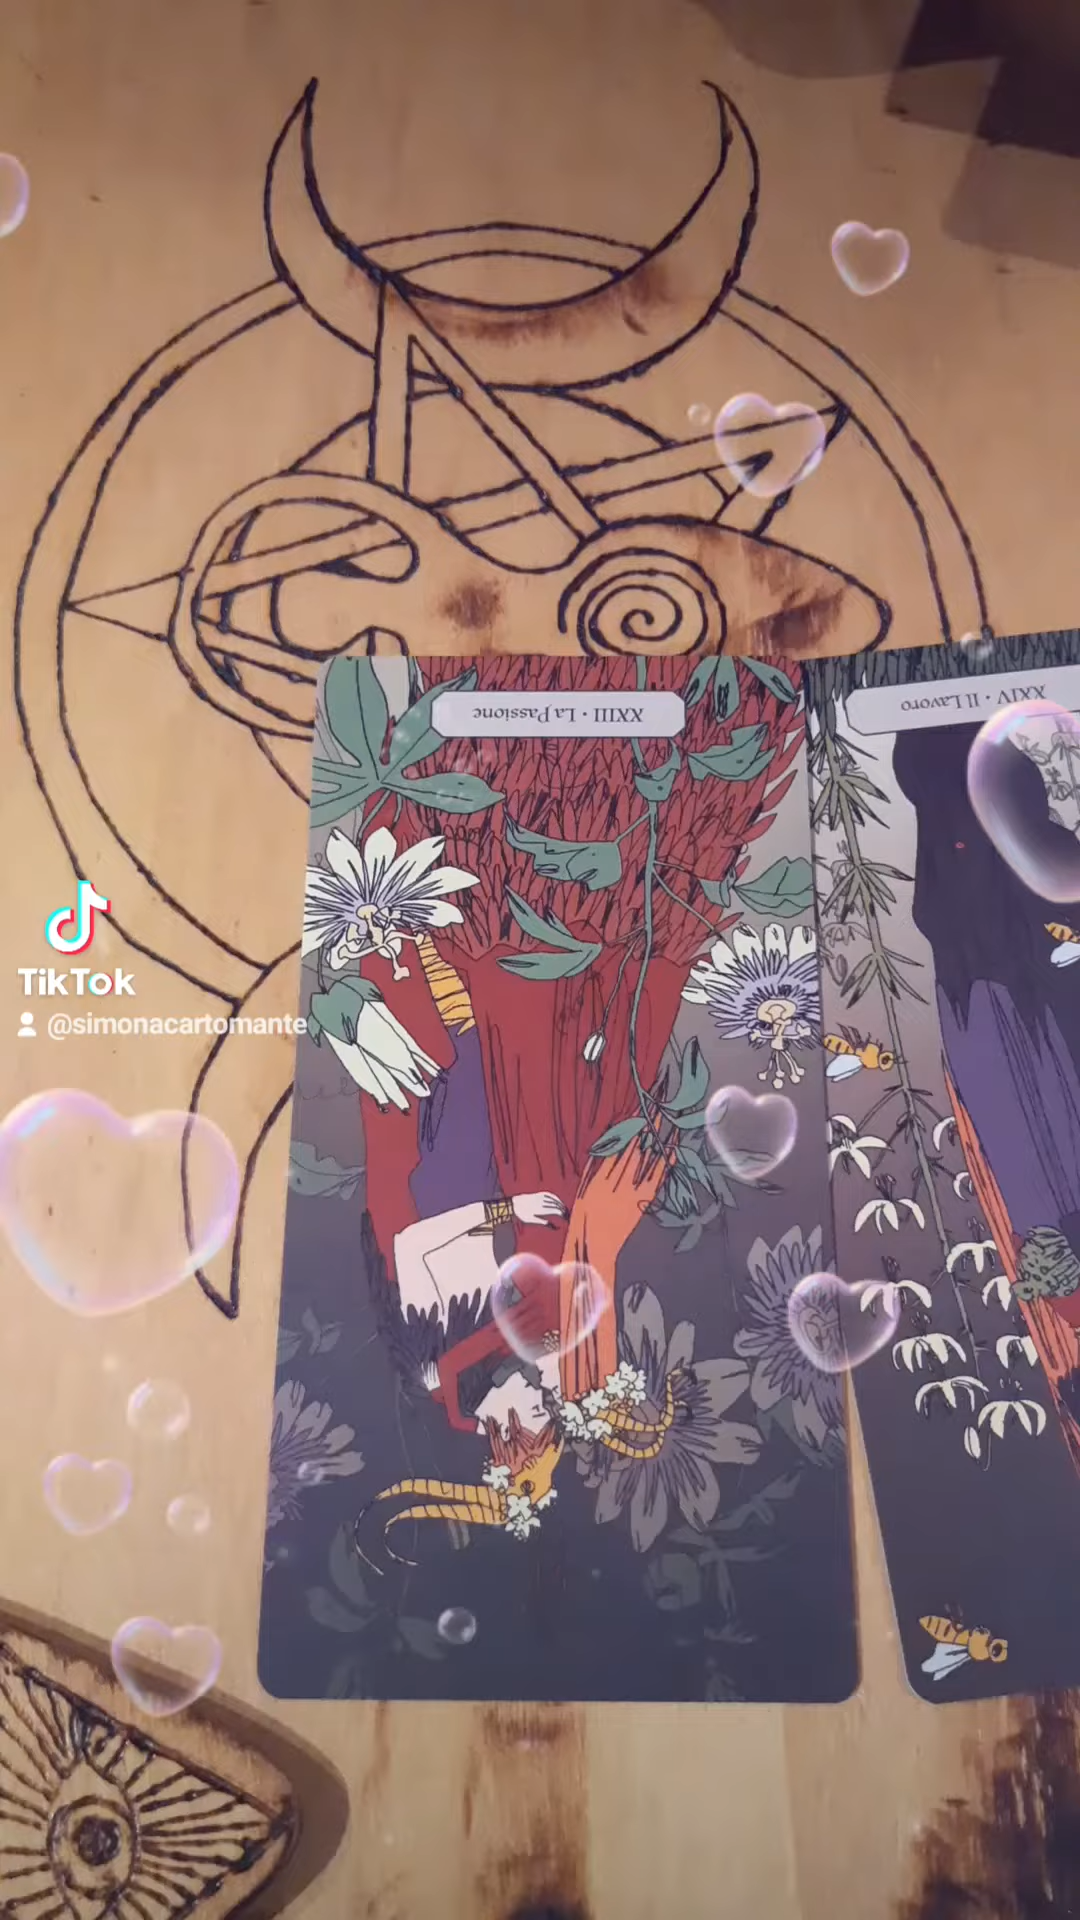 XXIII • La Passione
XXIV • Il Lavoro
TikTok
@simonacartomante